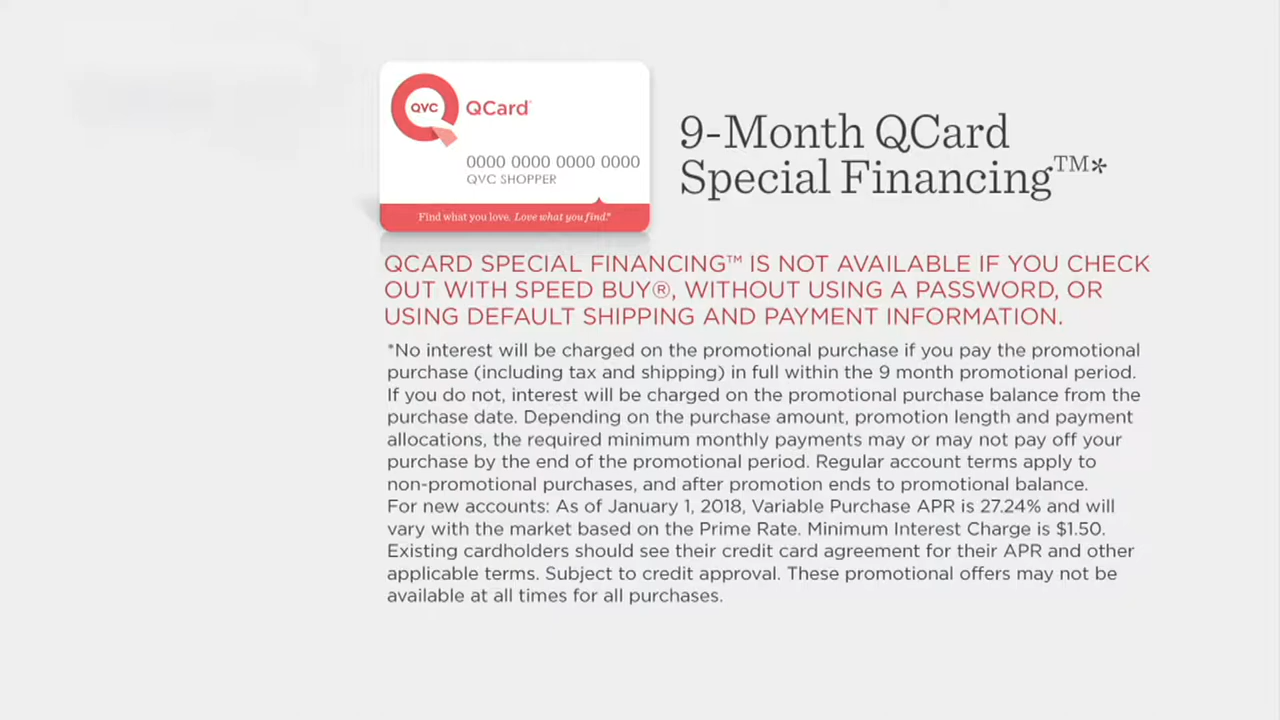 QVC QCard®
0000 0000 0000 0000
QVC SHOPPER
Find what you love. Love what you find.®
9-Month QCard
Special Financing™*
QCARD SPECIAL FINANCING™ IS NOT AVAILABLE IF YOU CHECK
OUT WITH SPEED BUY®, WITHOUT USING A PASSWORD, OR
USING DEFAULT SHIPPING AND PAYMENT INFORMATION.
*No interest will be charged on the promotional purchase if you pay the promotional
purchase (including tax and shipping) in full within the 9 month promotional period.
If you do not, interest will be charged on the promotional purchase balance from the
purchase date. Depending on the purchase amount, promotion length and payment
allocations, the required minimum monthly payments may or may not pay off your
purchase by the end of the promotional period. Regular account terms apply to
non-promotional purchases, and after promotion ends to promotional balance.
For new accounts: As of January 1, 2018, Variable Purchase APR is 27.24% and will
vary with the market based on the Prime Rate. Minimum Interest Charge is $1.50.
Existing cardholders should see their credit card agreement for their APR and other
applicable terms. Subject to credit approval. These promotional offers may not be
available at all times for all purchases.